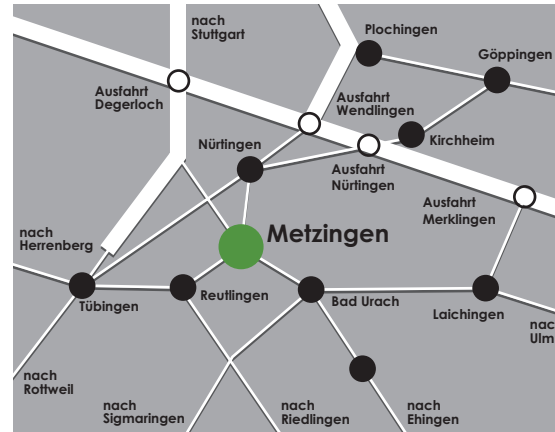 nach
Stuttgart
Plochingen
Göppingen
Ausfahrt
Degerloch
Ausfahrt
Wendlingen
Kirchheim
Nürtingen
Ausfahrt
Nürtingen
Ausfahrt
Merklingen
nach
Herrenberg
Metzingen
Tübingen
Reutlingen
Bad Urach
Laichingen
nach
Ulm
nach
Rottweil
nach
Sigmaringen
nach
Riedlingen
nach
Ehingen